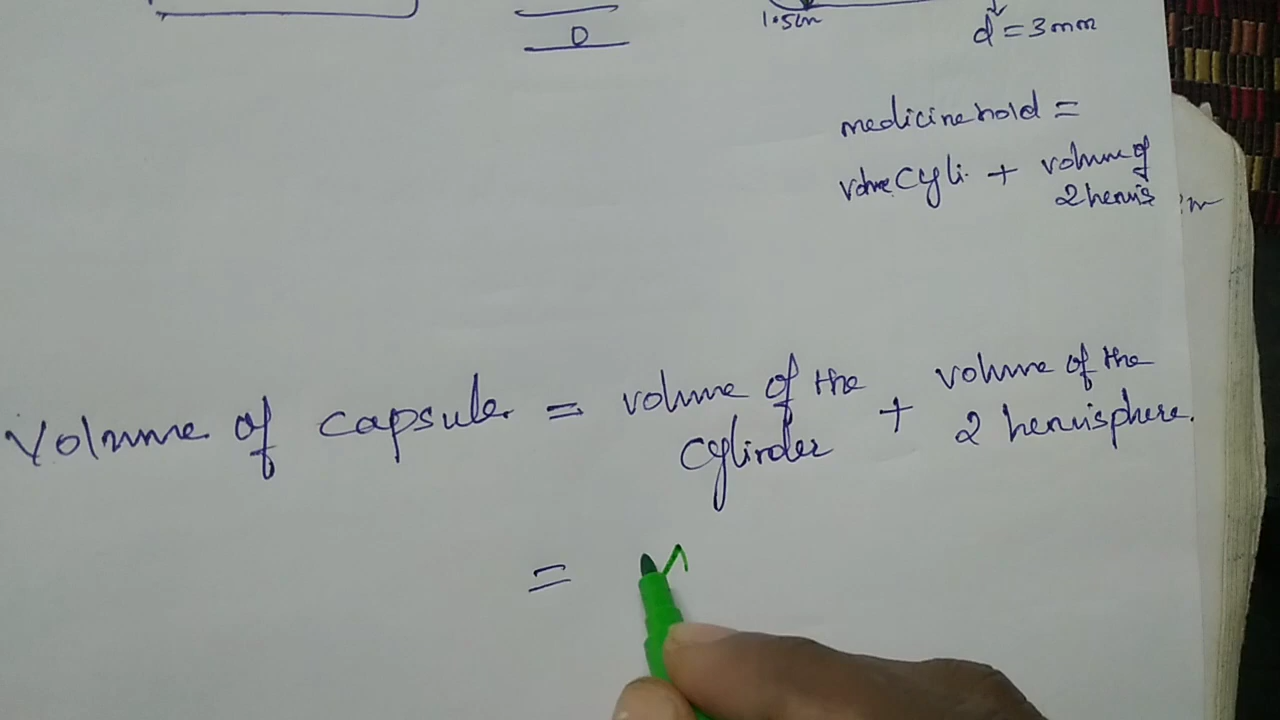 0
1.5cm
d = 3mm
medicine hold =
volume of
Cyli. +
2 hemis
volume of the
volume of the
Volume of capsule =
+
cylinder
2 hemisphere.
=